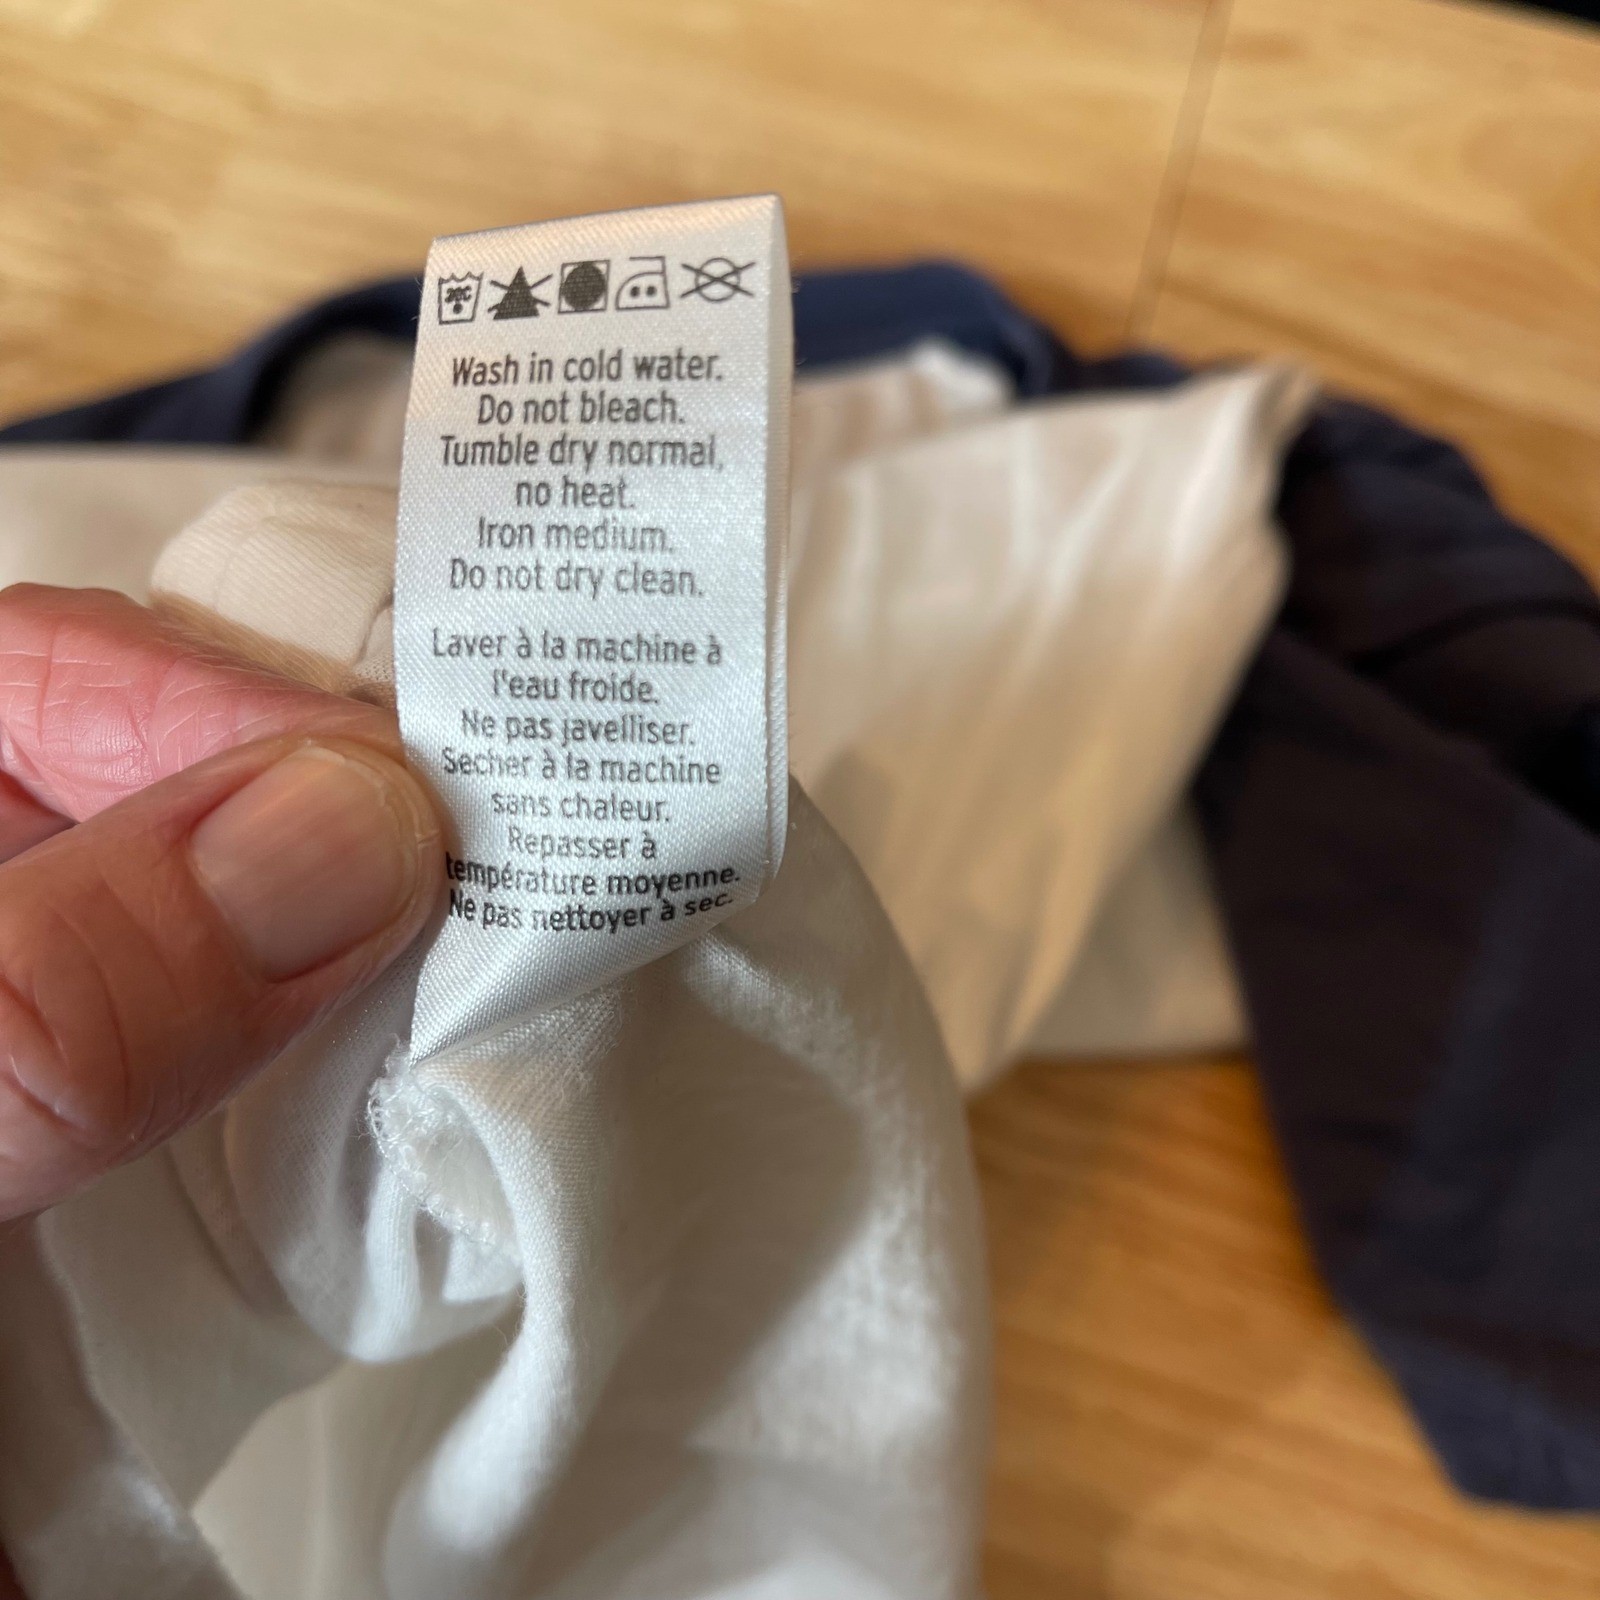 30C
Wash in cold water.
Do not bleach.
Tumble dry normal,
no heat.
Iron medium.
Do not dry clean.
Laver à la machine à
l'eau froide.
Ne pas javelliser.
Secher à la machine
sans chaleur.
Repasser à
température moyenne.
Ne pas nettoyer à sec.